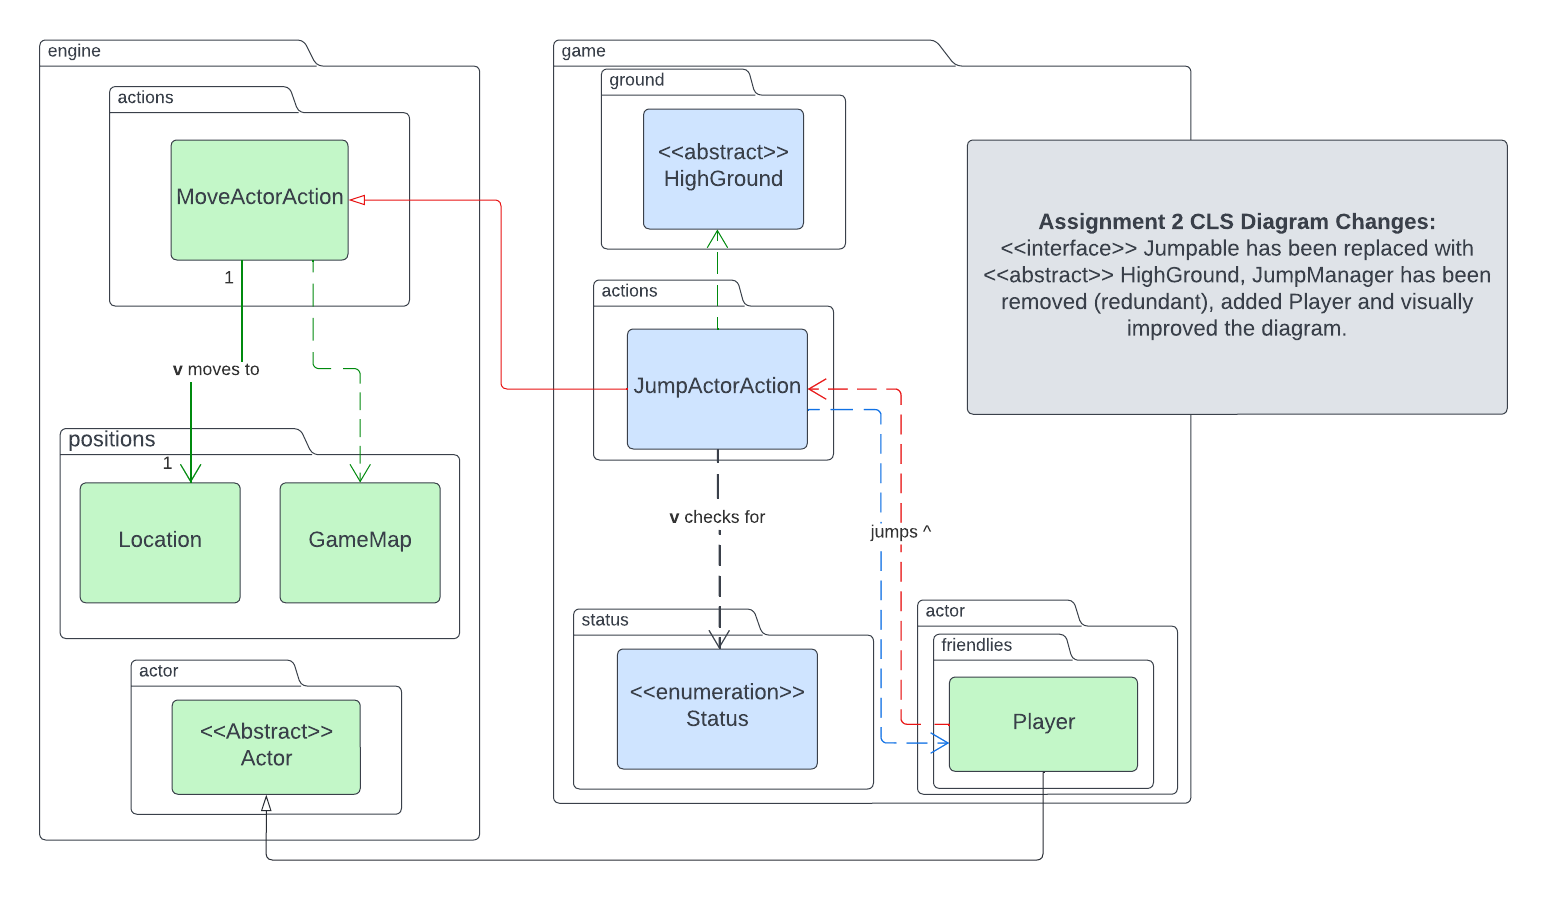 engine
actions
MoveActorAction
1
v moves to
positions
1
Location
GameMap
actor
<<Abstract>>
Actor
game
ground
<<abstract>>
HighGround
actions
JumpActorAction
v checks for
jumps ^
status
<<enumeration>>
Status
actor
friendlies
Player
Assignment 2 CLS Diagram Changes:
<<interface>> Jumpable has been replaced with
<<abstract>> HighGround, JumpManager has been
removed (redundant), added Player and visually
improved the diagram.